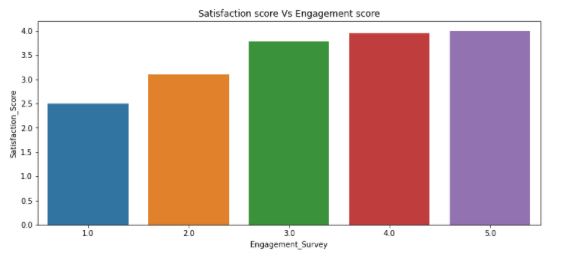 Satisfaction score Vs Engagement score
4.0
3.5
3.0
2.5
2.0
1.5
1.0
0.5
0.0
Satisfaction_Score
1.0 2.0 3.0 4.0 5.0
Engagement_Survey